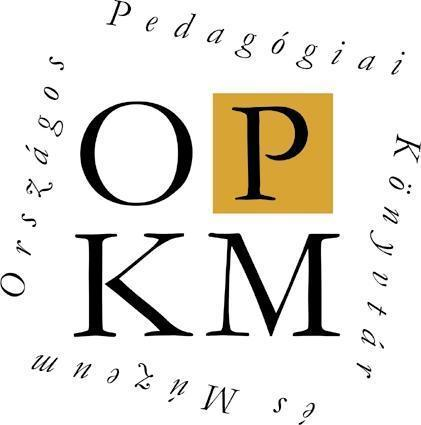 Országos
Pedagógiai
Könyvtár
és Múzeum
OP
KM